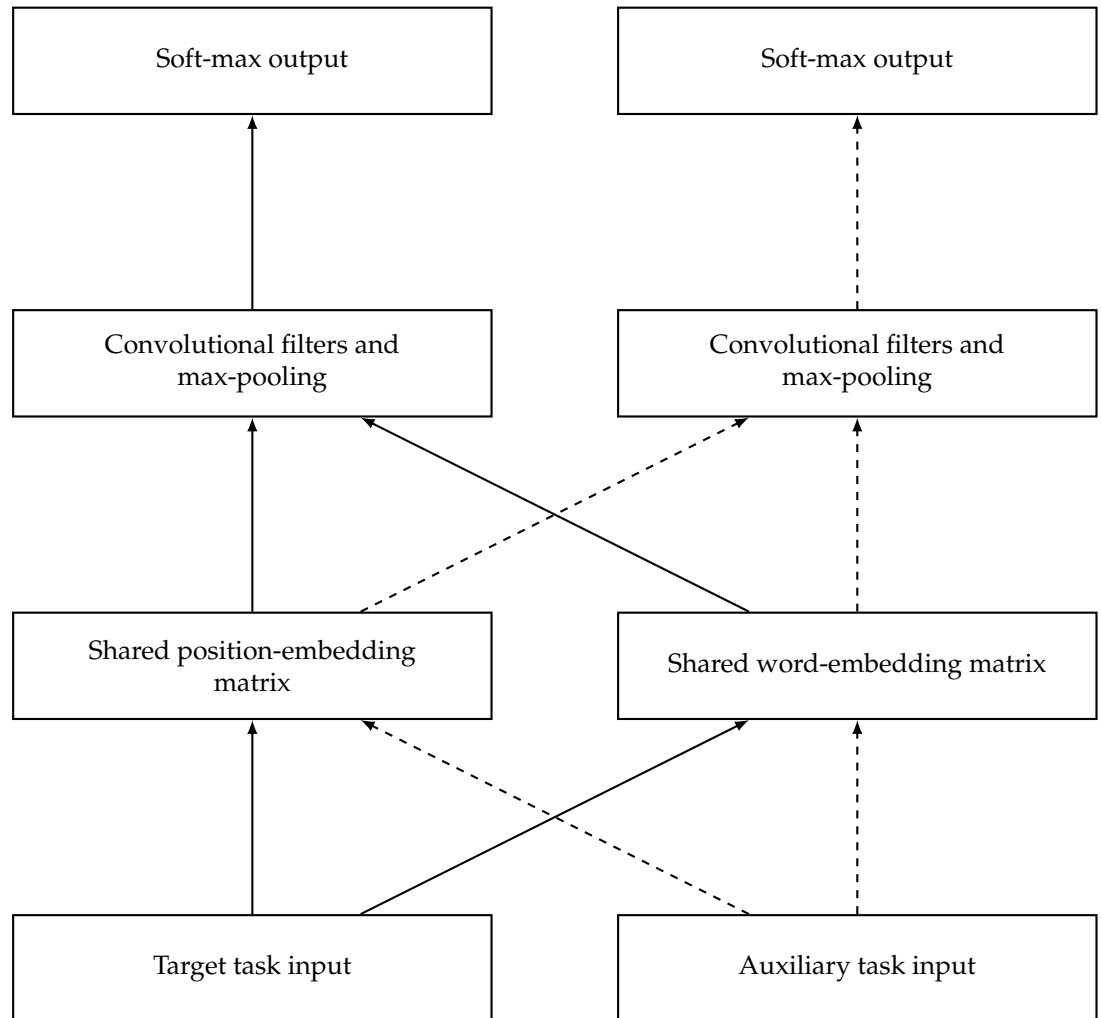 Soft-max output
Soft-max output
Convolutional filters and
max-pooling
Convolutional filters and
max-pooling
Shared position-embedding
matrix
Shared word-embedding matrix
Target task input
Auxiliary task input